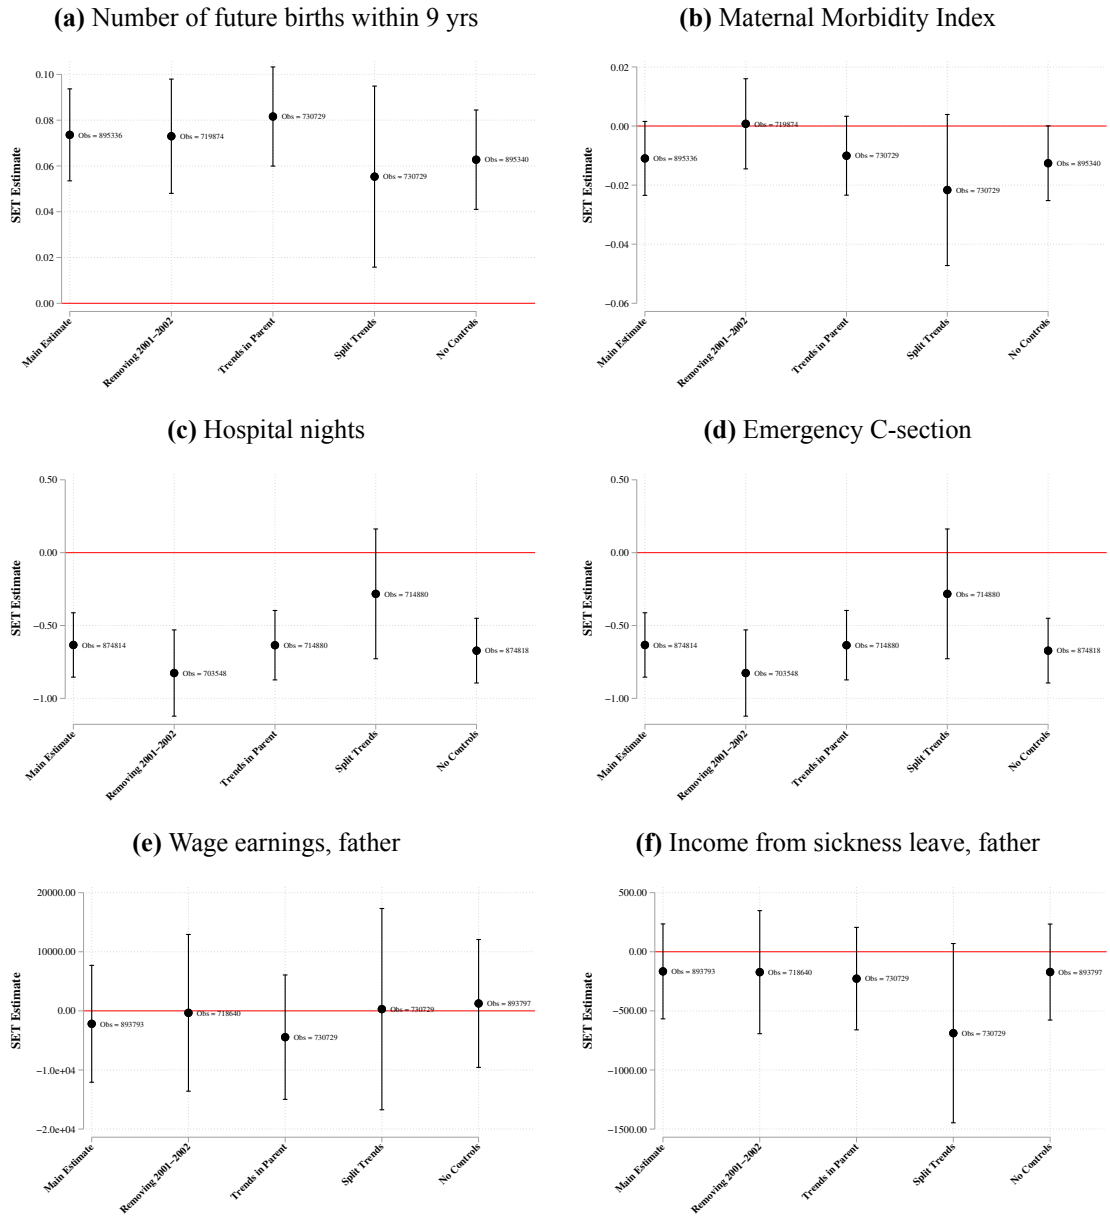 (a) Number of future births within 9 yrs
SET Estimate
0.10
0.08
0.06
0.04
0.02
0.00
Obs = 895336
Obs = 719874
Obs = 730729
Obs = 730729
Obs = 895340
Main Estimate
Removing 2001−2002
Trends in Parent
Split Trends
No Controls
(b) Maternal Morbidity Index
SET Estimate
0.02
0.00
−0.02
−0.04
−0.06
Obs = 895336
Obs = 719874
Obs = 730729
Obs = 730729
Obs = 895340
Main Estimate
Removing 2001−2002
Trends in Parent
Split Trends
No Controls
(c) Hospital nights
SET Estimate
0.50
0.00
−0.50
−1.00
Obs = 874814
Obs = 703548
Obs = 714880
Obs = 714880
Obs = 874818
Main Estimate
Removing 2001−2002
Trends in Parent
Split Trends
No Controls
(d) Emergency C-section
SET Estimate
0.50
0.00
−0.50
−1.00
Obs = 874814
Obs = 703548
Obs = 714880
Obs = 714880
Obs = 874818
Main Estimate
Removing 2001−2002
Trends in Parent
Split Trends
No Controls
(e) Wage earnings, father
SET Estimate
20000.00
10000.00
0.00
−1.0e+04
−2.0e+04
Obs = 893793
Obs = 718640
Obs = 730729
Obs = 730729
Obs = 893797
Main Estimate
Removing 2001−2002
Trends in Parent
Split Trends
No Controls
(f) Income from sickness leave, father
SET Estimate
500.00
0.00
−500.00
−1000.00
−1500.00
Obs = 893793
Obs = 718640
Obs = 730729
Obs = 730729
Obs = 893797
Main Estimate
Removing 2001−2002
Trends in Parent
Split Trends
No Controls